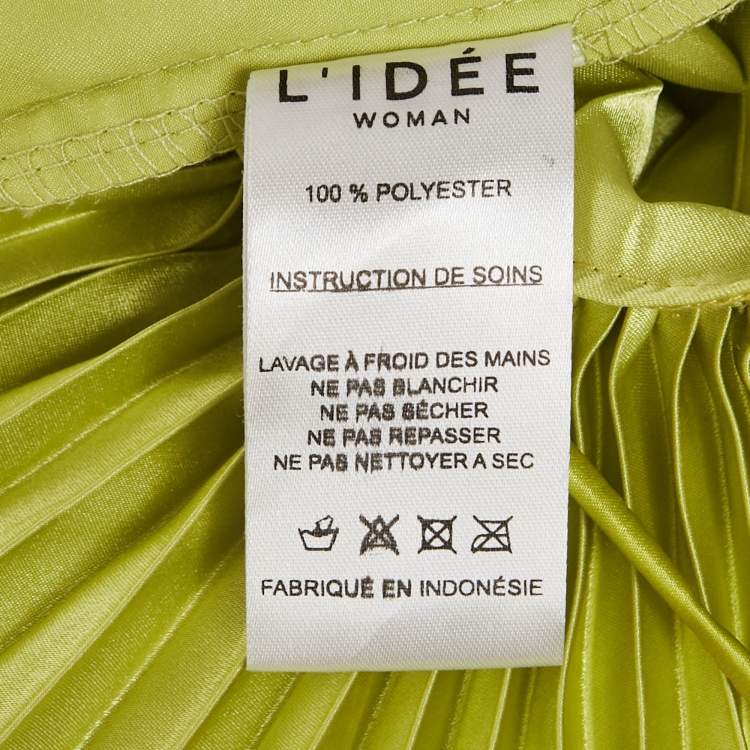 L'IDÉE
WOMAN
100 % POLYESTER
INSTRUCTION DE SOINS
LAVAGE À FROID DES MAINS
NE PAS BLANCHIR
NE PAS SÉCHER
NE PAS REPASSER
NE PAS NETTOYER A SEC
FABRIQUÉ EN INDONÉSIE